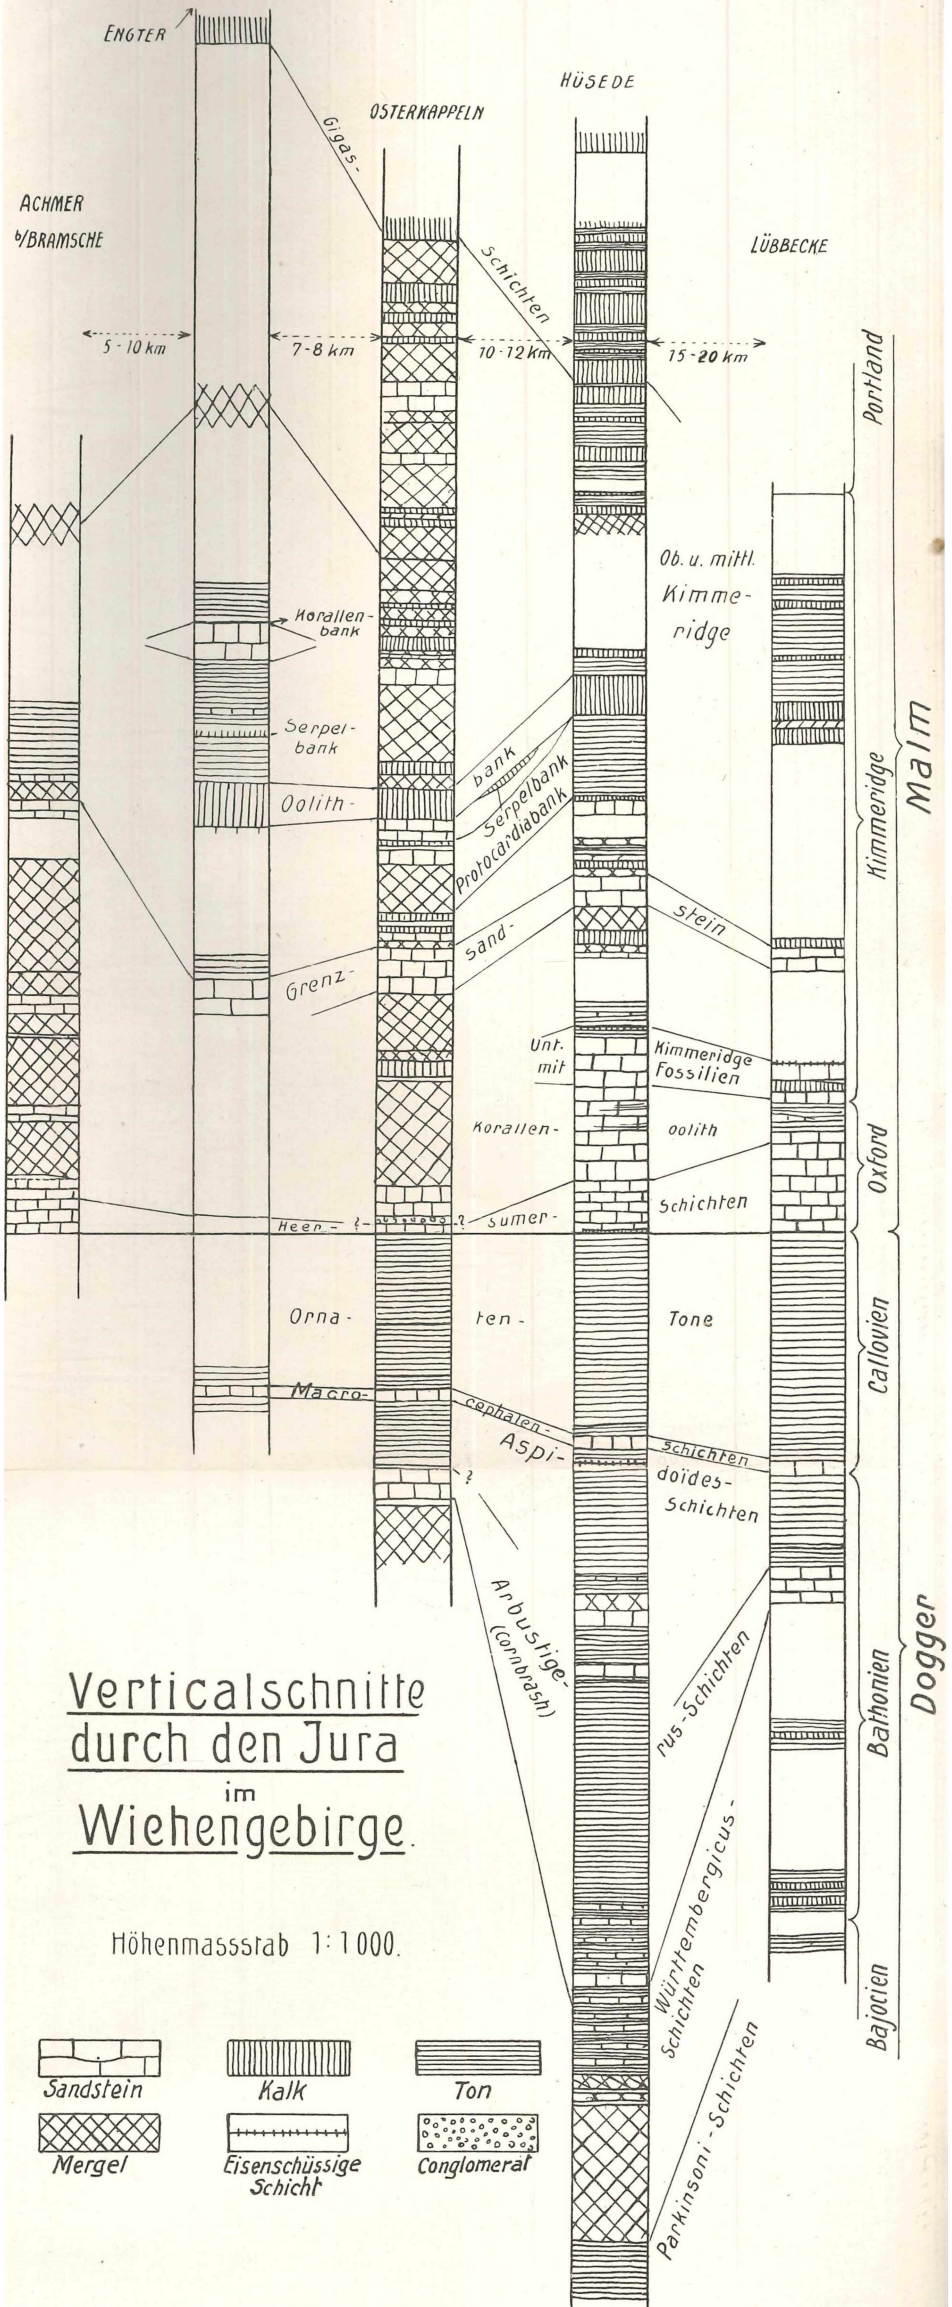 ENGTER
HÜSEDE
OSTERKAPPELN
Gigas-
ACHMER
b/BRAMSCHE
Schichten
LÜBBECKE
5-10 km
7-8 km
10-12 km
15-20 km
Portland
Ob. u. mittl.
Kimme-
ridge
Korallen-
bank
Serpel-
bank
Oolith-
bank
Serpelbank
Protocardiabank
Kimmeridge
Malm
Grenz-
sand-
stein
Unt.
mit
Kimmeridge
Fossilien
Korallen-
oolith
Oxford
Heer- ?
? sumer-
Schichten
Orna-
ten-
Tone
Callovien
Macro-
cephalen-
schichten
Aspi-
doïdes-
Schichten
?
Arbustige-
(Cornbrash)
rus-Schichten
Bathonien
Dogger
Württembergicus-
Schichten
Parkinsoni-Schichten
Bajocien
Verticalschnitte
durch den Jura
im
Wiehengebirge.
Höhenmassstab 1:1000.
Sandstein
Kalk
Ton
Mergel
Eisenschüssige
Schicht
Conglomerat